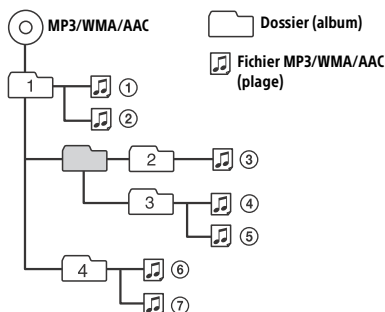 MP3/WMA/AAC
Dossier (album)
Fichier MP3/WMA/AAC
(plage)
1
①
②
2
③
3
④
⑤
4
⑥
⑦